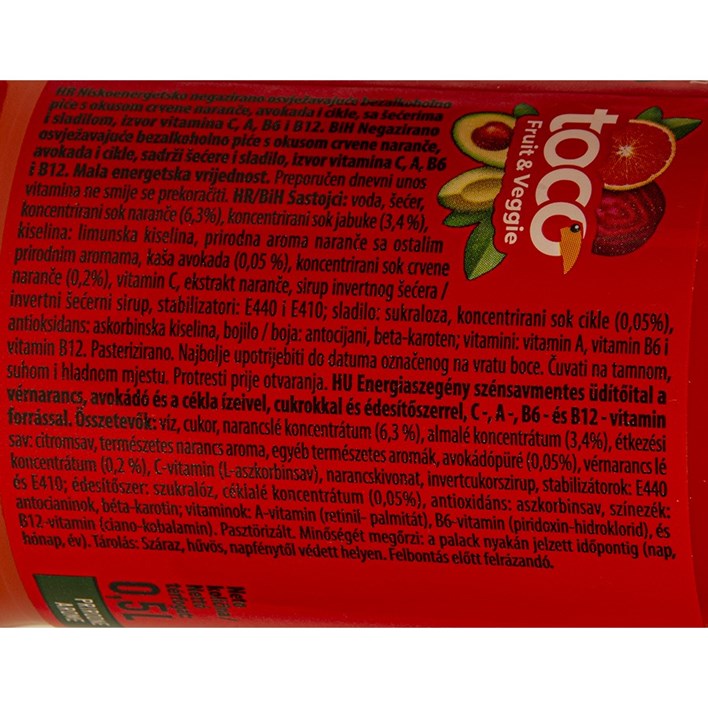 HR Niskoenergetsko negazirano osvježavajuće bezalkoholno
piće s okusom crvene naranče, avokada i cikle, sa šećerima
i sladilom, izvor vitamina C, A, B6 i B12. BiH Negazirano
osvježavajuće bezalkoholno piće s okusom crvene naranče,
avokada i cikle, sadrži šećere i sladilo, izvor vitamina C, A, B6
i B12. Mala energetska vrijednost. Preporučen dnevni unos
vitamina ne smije se prekoračiti. HR/BiH Sastojci: voda, šećer,
koncentrirani sok naranče (6,3%), koncentrirani sok jabuke (3,4 %),
kiselina: limunska kiselina, prirodna aroma naranče sa ostalim
prirodnim aromama, kaša avokada (0,05 %), koncentrirani sok crvene
naranče (0,2%), vitamin C, ekstrakt naranče, sirup invertnog šećera /
invertni šećerni sirup, stabilizatori: E440 i E410; sladilo: sukraloza, koncentrirani sok cikle (0,05%),
antioksidans: askorbinska kiselina, bojilo / boja: antocijani, beta-karoten; vitamini: vitamin A, vitamin B6 i
vitamin B12. Pasterizirano. Najbolje upotrijebiti do datuma označenog na vratu boce. Čuvati na tamnom,
suhom i hladnom mjestu. Protresti prije otvaranja. HU Energiaszegény szénsavmentes üdítőital a
vérnarancs, avokádó és a cékla ízeivel, cukrokkal és édesítőszerrel, C -, A -, B6 - és B12 - vitamin
forrással. Összetevők: víz, cukor, narancslé koncentrátum (6,3 %), almalé koncentrátum (3,4%), étkezési
sav: citromsav, természetes narancs aroma, egyéb természetes aromák, avokádópüré (0,05%), vérnarancs lé
koncentrátum (0,2 %), C-vitamin (L-aszkorbinsav), narancskivonat, invertcukorszirup, stabilizátorok: E440
és E410; édesítőszer: szukralóz, céklalé koncentrátum (0,05%), antioxidáns: aszkorbinsav, színezék:
antocianinok, béta-karotin; vitaminok: A-vitamin (retinil- palmitát), B6-vitamin (piridoxin-hidroklorid), és
B12-vitamin (ciano-kobalamin). Pasztörizált. Minőségét megőrzi: a palack nyakán jelzett időpontig (nap,
hónap, év). Tárolás: Száraz, hűvös, napfénytől védett helyen. Felbontás előtt felrázandó.
toco
Fruit & Veggie
Neto
količina /
Nettó
0,5L
PRIRODNE
AROME